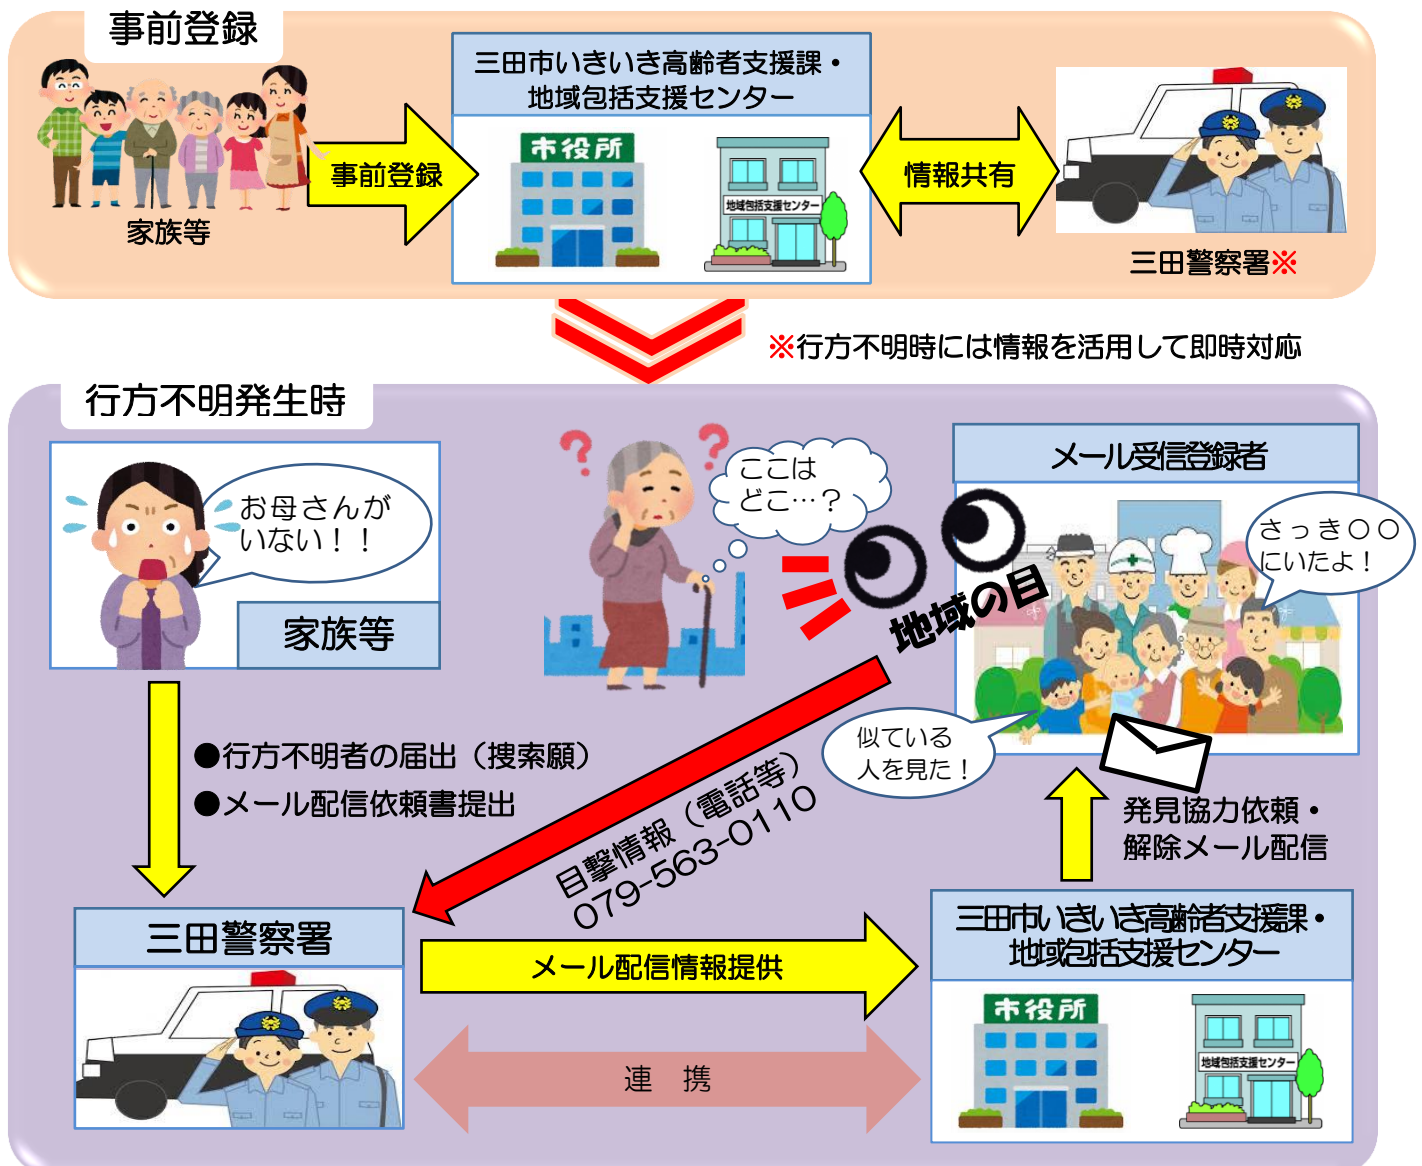 事前登録
三田市いきいき高齢者支援課・
地域包括支援センター
市役所
地域包括支援センター
事前登録
情報共有
家族等
三田警察署※
※行方不明時には情報を活用して即時対応
行方不明発生時
お母さんが
いない！！
家族等
ここは
どこ…？
地域の目
メール受信登録者
さっき〇〇
にいたよ！
似ている
人を見た！
●行方不明者の届出（捜索願）
●メール配信依頼書提出
目撃情報（電話等）
079-563-0110
発見協力依頼・
解除メール配信
三田警察署
メール配信情報提供
連　携
三田市いきいき高齢者支援課・
地域包括支援センター
市役所
地域包括支援センター